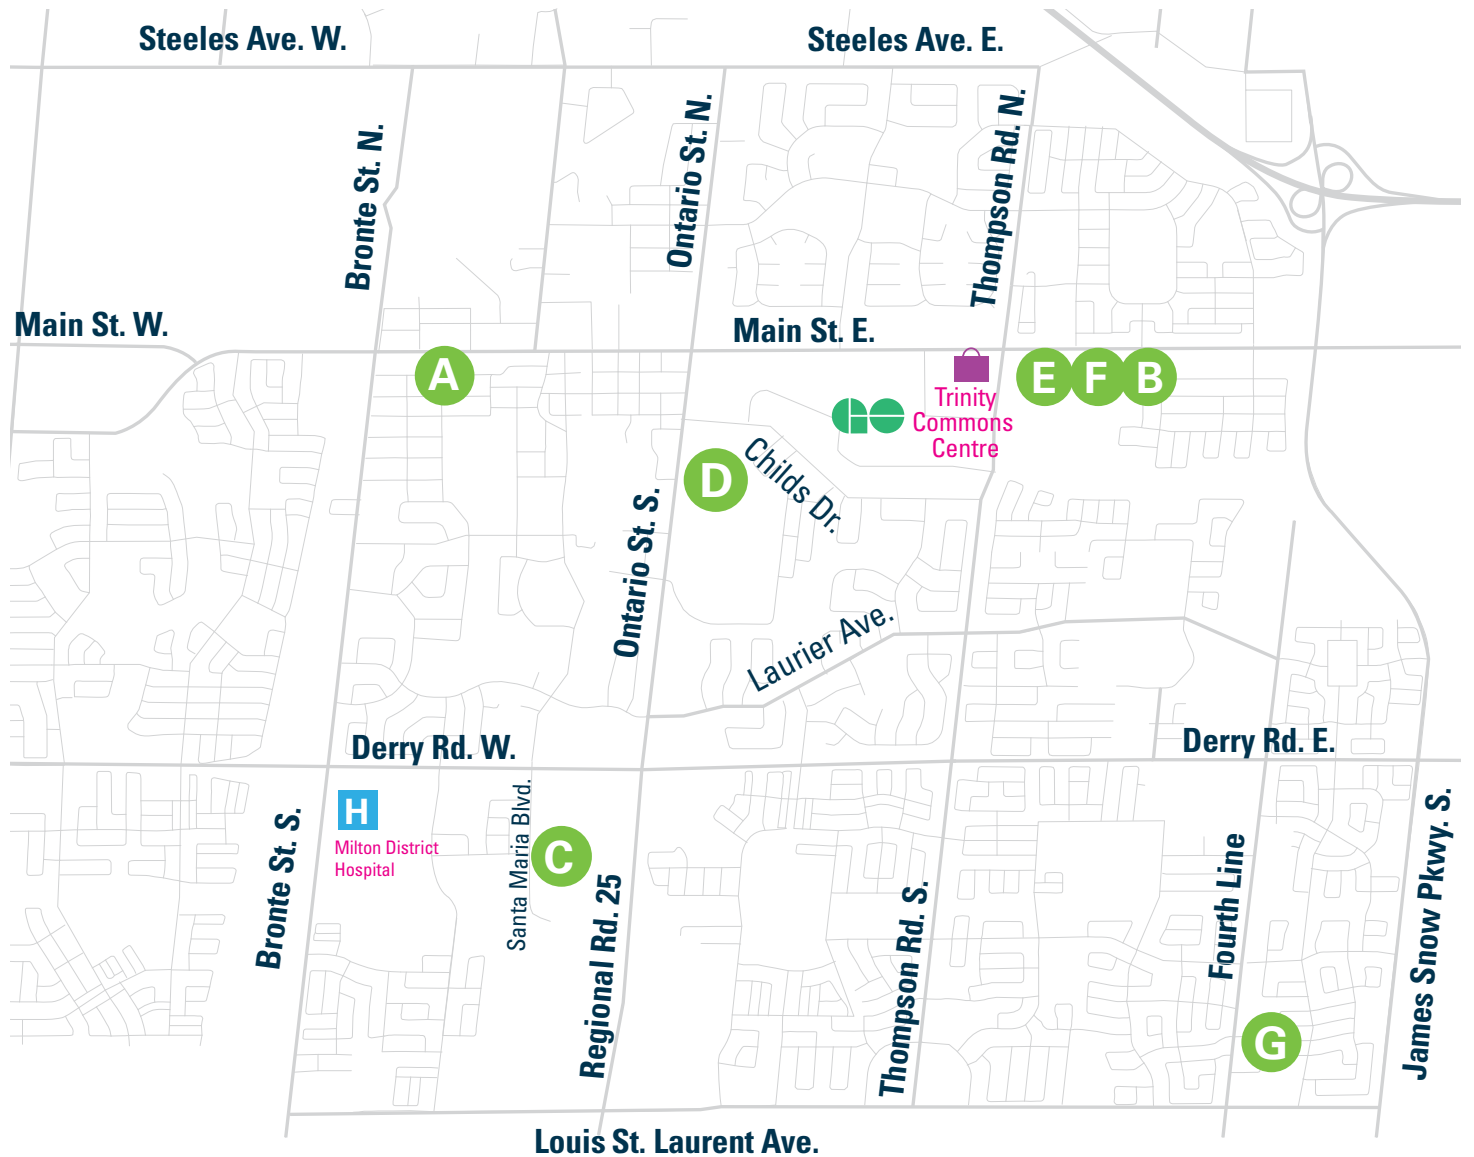 Steeles Ave. W.
Steeles Ave. E.
Bronte St. N.
Ontario St. N.
Thompson Rd. N.
Main St. W.
Main St. E.
A
E
F
B
Trinity
Commons
Centre
D
Childs Dr.
Ontario St. S.
Laurier Ave.
Derry Rd. W.
Derry Rd. E.
H
Milton District
Hospital
Santa Maria Blvd.
C
Bronte St. S.
Regional Rd. 25
Thompson Rd. S.
Fourth Line
James Snow Pkwy. S.
G
Louis St. Laurent Ave.